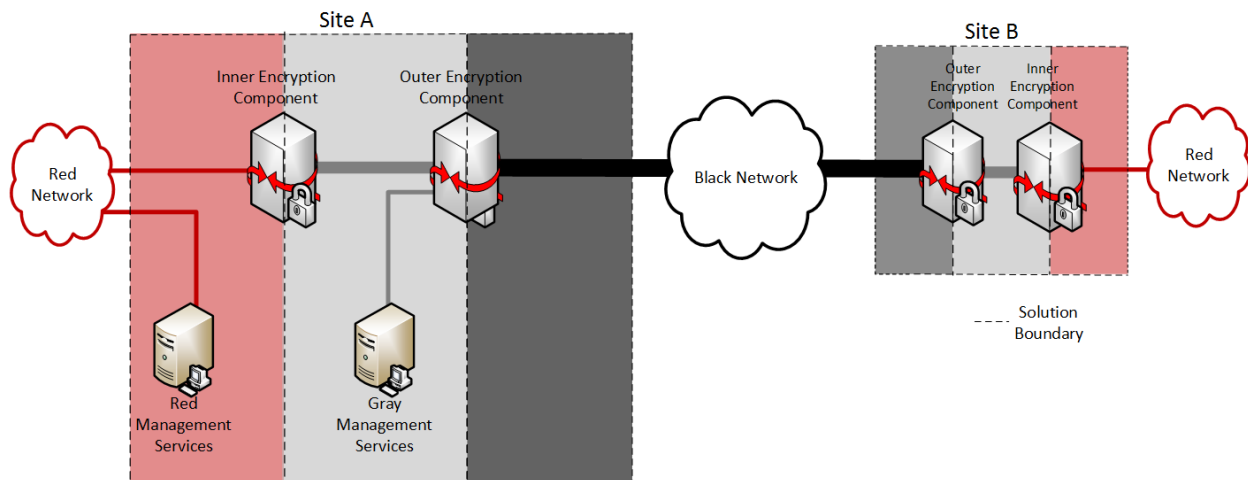 Site A
Site B
Inner Encryption
Component
Outer Encryption
Component
Outer
Encryption
Component
Inner
Encryption
Component
Red
Network
Black Network
Red
Network
Solution
Boundary
Red
Management
Services
Gray
Management
Services